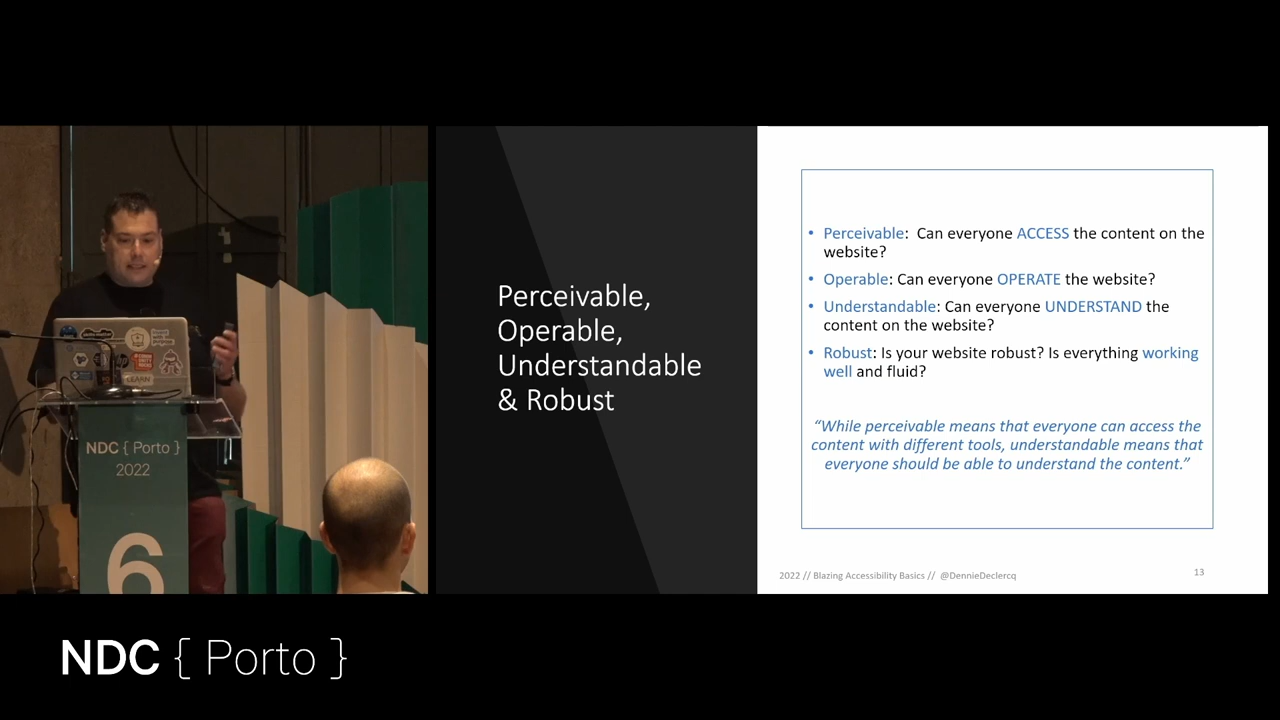 NDC { Porto }
2022
6
LEARN
Perceivable,
Operable,
Understandable
& Robust
• Perceivable:  Can everyone ACCESS the content on the
website?
• Operable: Can everyone OPERATE the website?
• Understandable: Can everyone UNDERSTAND the
content on the website?
• Robust: Is your website robust? Is everything working
well and fluid?
“While perceivable means that everyone can access the
content with different tools, understandable means that
everyone should be able to understand the content.”
2022 // Blazing Accessibility Basics // @DennieDeclercq
13
NDC { Porto }